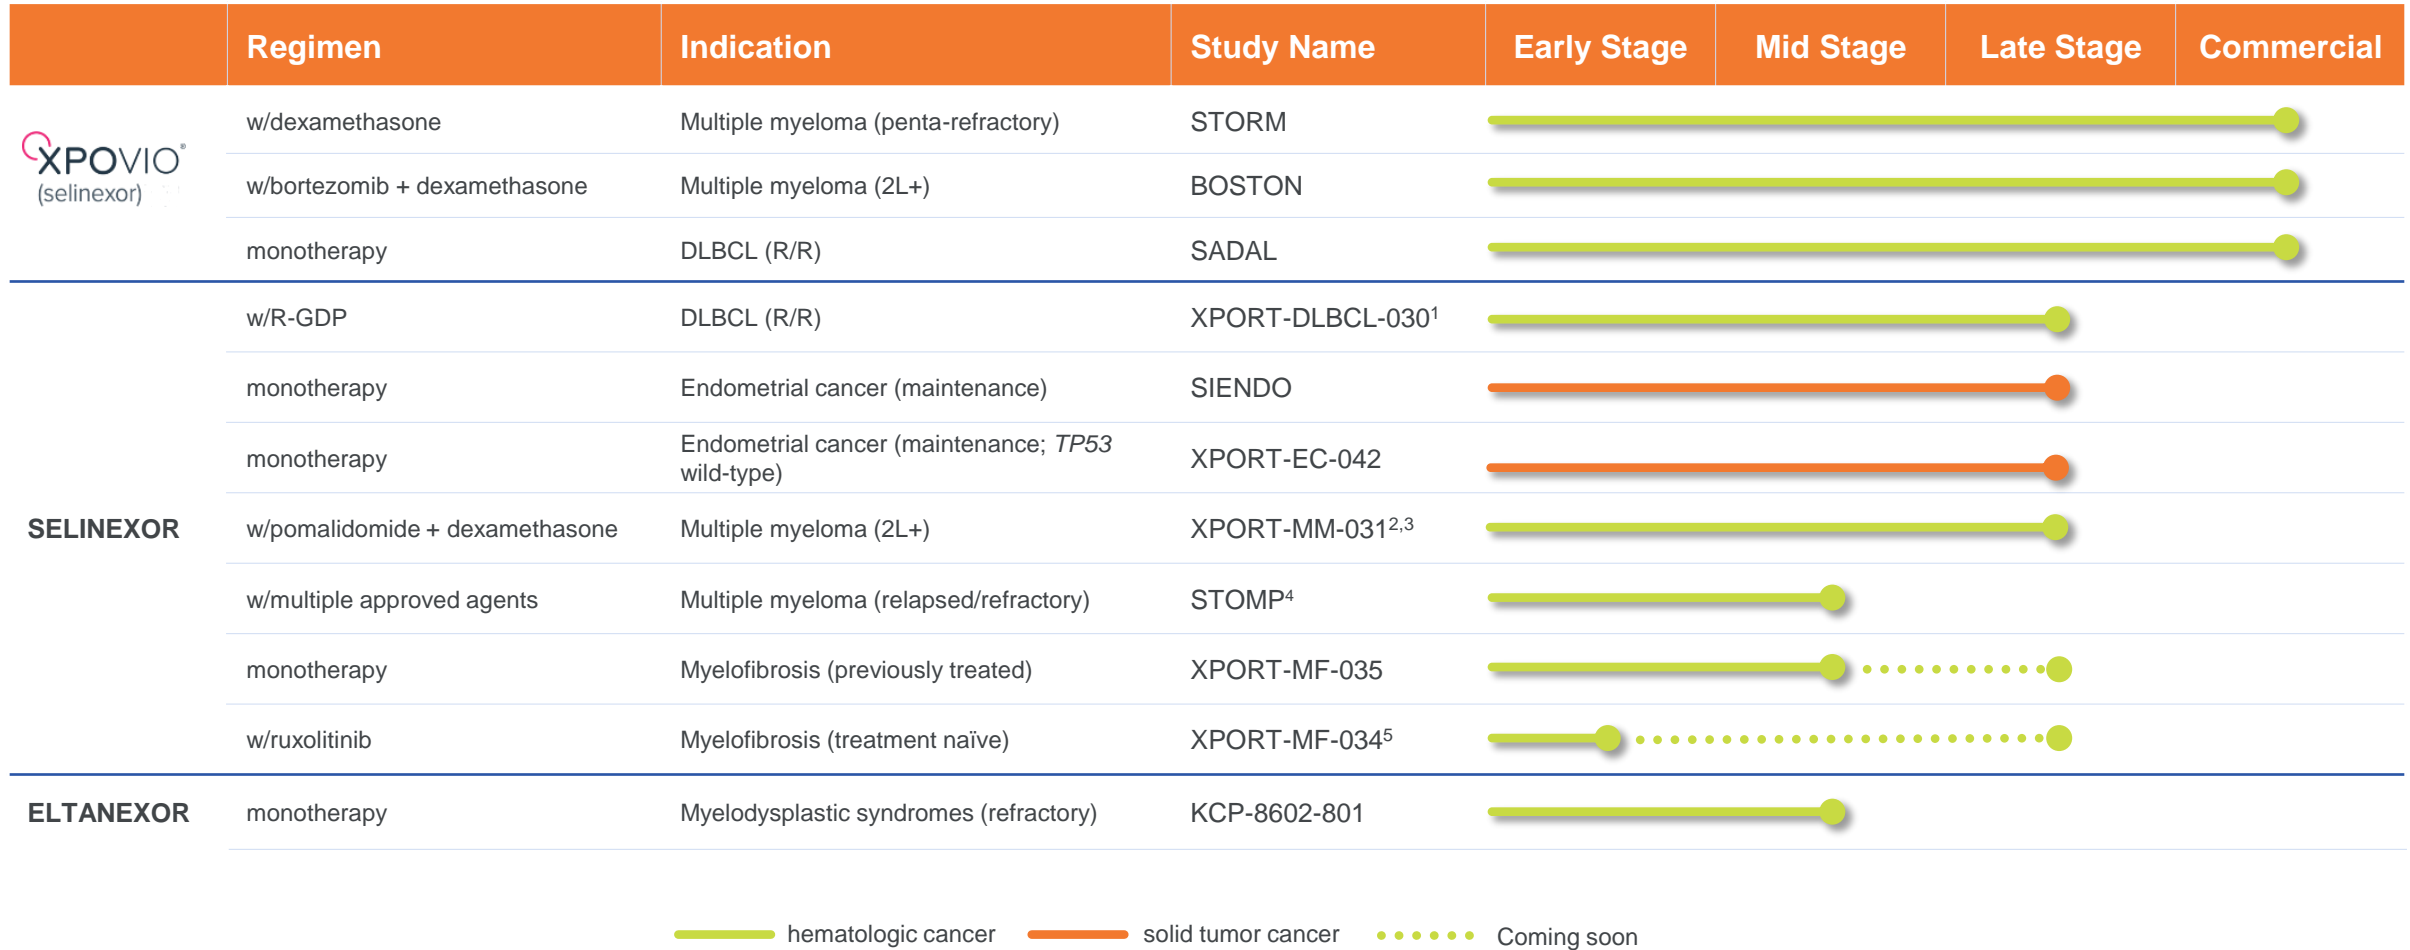 Regimen Indication Study Name Early Stage Mid Stage Late Stage Commercial
XPOVIO®
(selinexor)
w/dexamethasone Multiple myeloma (penta-refractory) STORM
w/bortezomib + dexamethasone Multiple myeloma (2L+) BOSTON
monotherapy DLBCL (R/R) SADAL
SELINEXOR
w/R-GDP DLBCL (R/R) XPORT-DLBCL-030¹
monotherapy Endometrial cancer (maintenance) SIENDO
monotherapy Endometrial cancer (maintenance; TP53
wild-type) XPORT-EC-042
w/pomalidomide + dexamethasone Multiple myeloma (2L+) XPORT-MM-031²,³
w/multiple approved agents Multiple myeloma (relapsed/refractory) STOMP⁴
monotherapy Myelofibrosis (previously treated) XPORT-MF-035
w/ruxolitinib Myelofibrosis (treatment naïve) XPORT-MF-034⁵
ELTANEXOR monotherapy Myelodysplastic syndromes (refractory) KCP-8602-801
hematologic cancer solid tumor cancer Coming soon